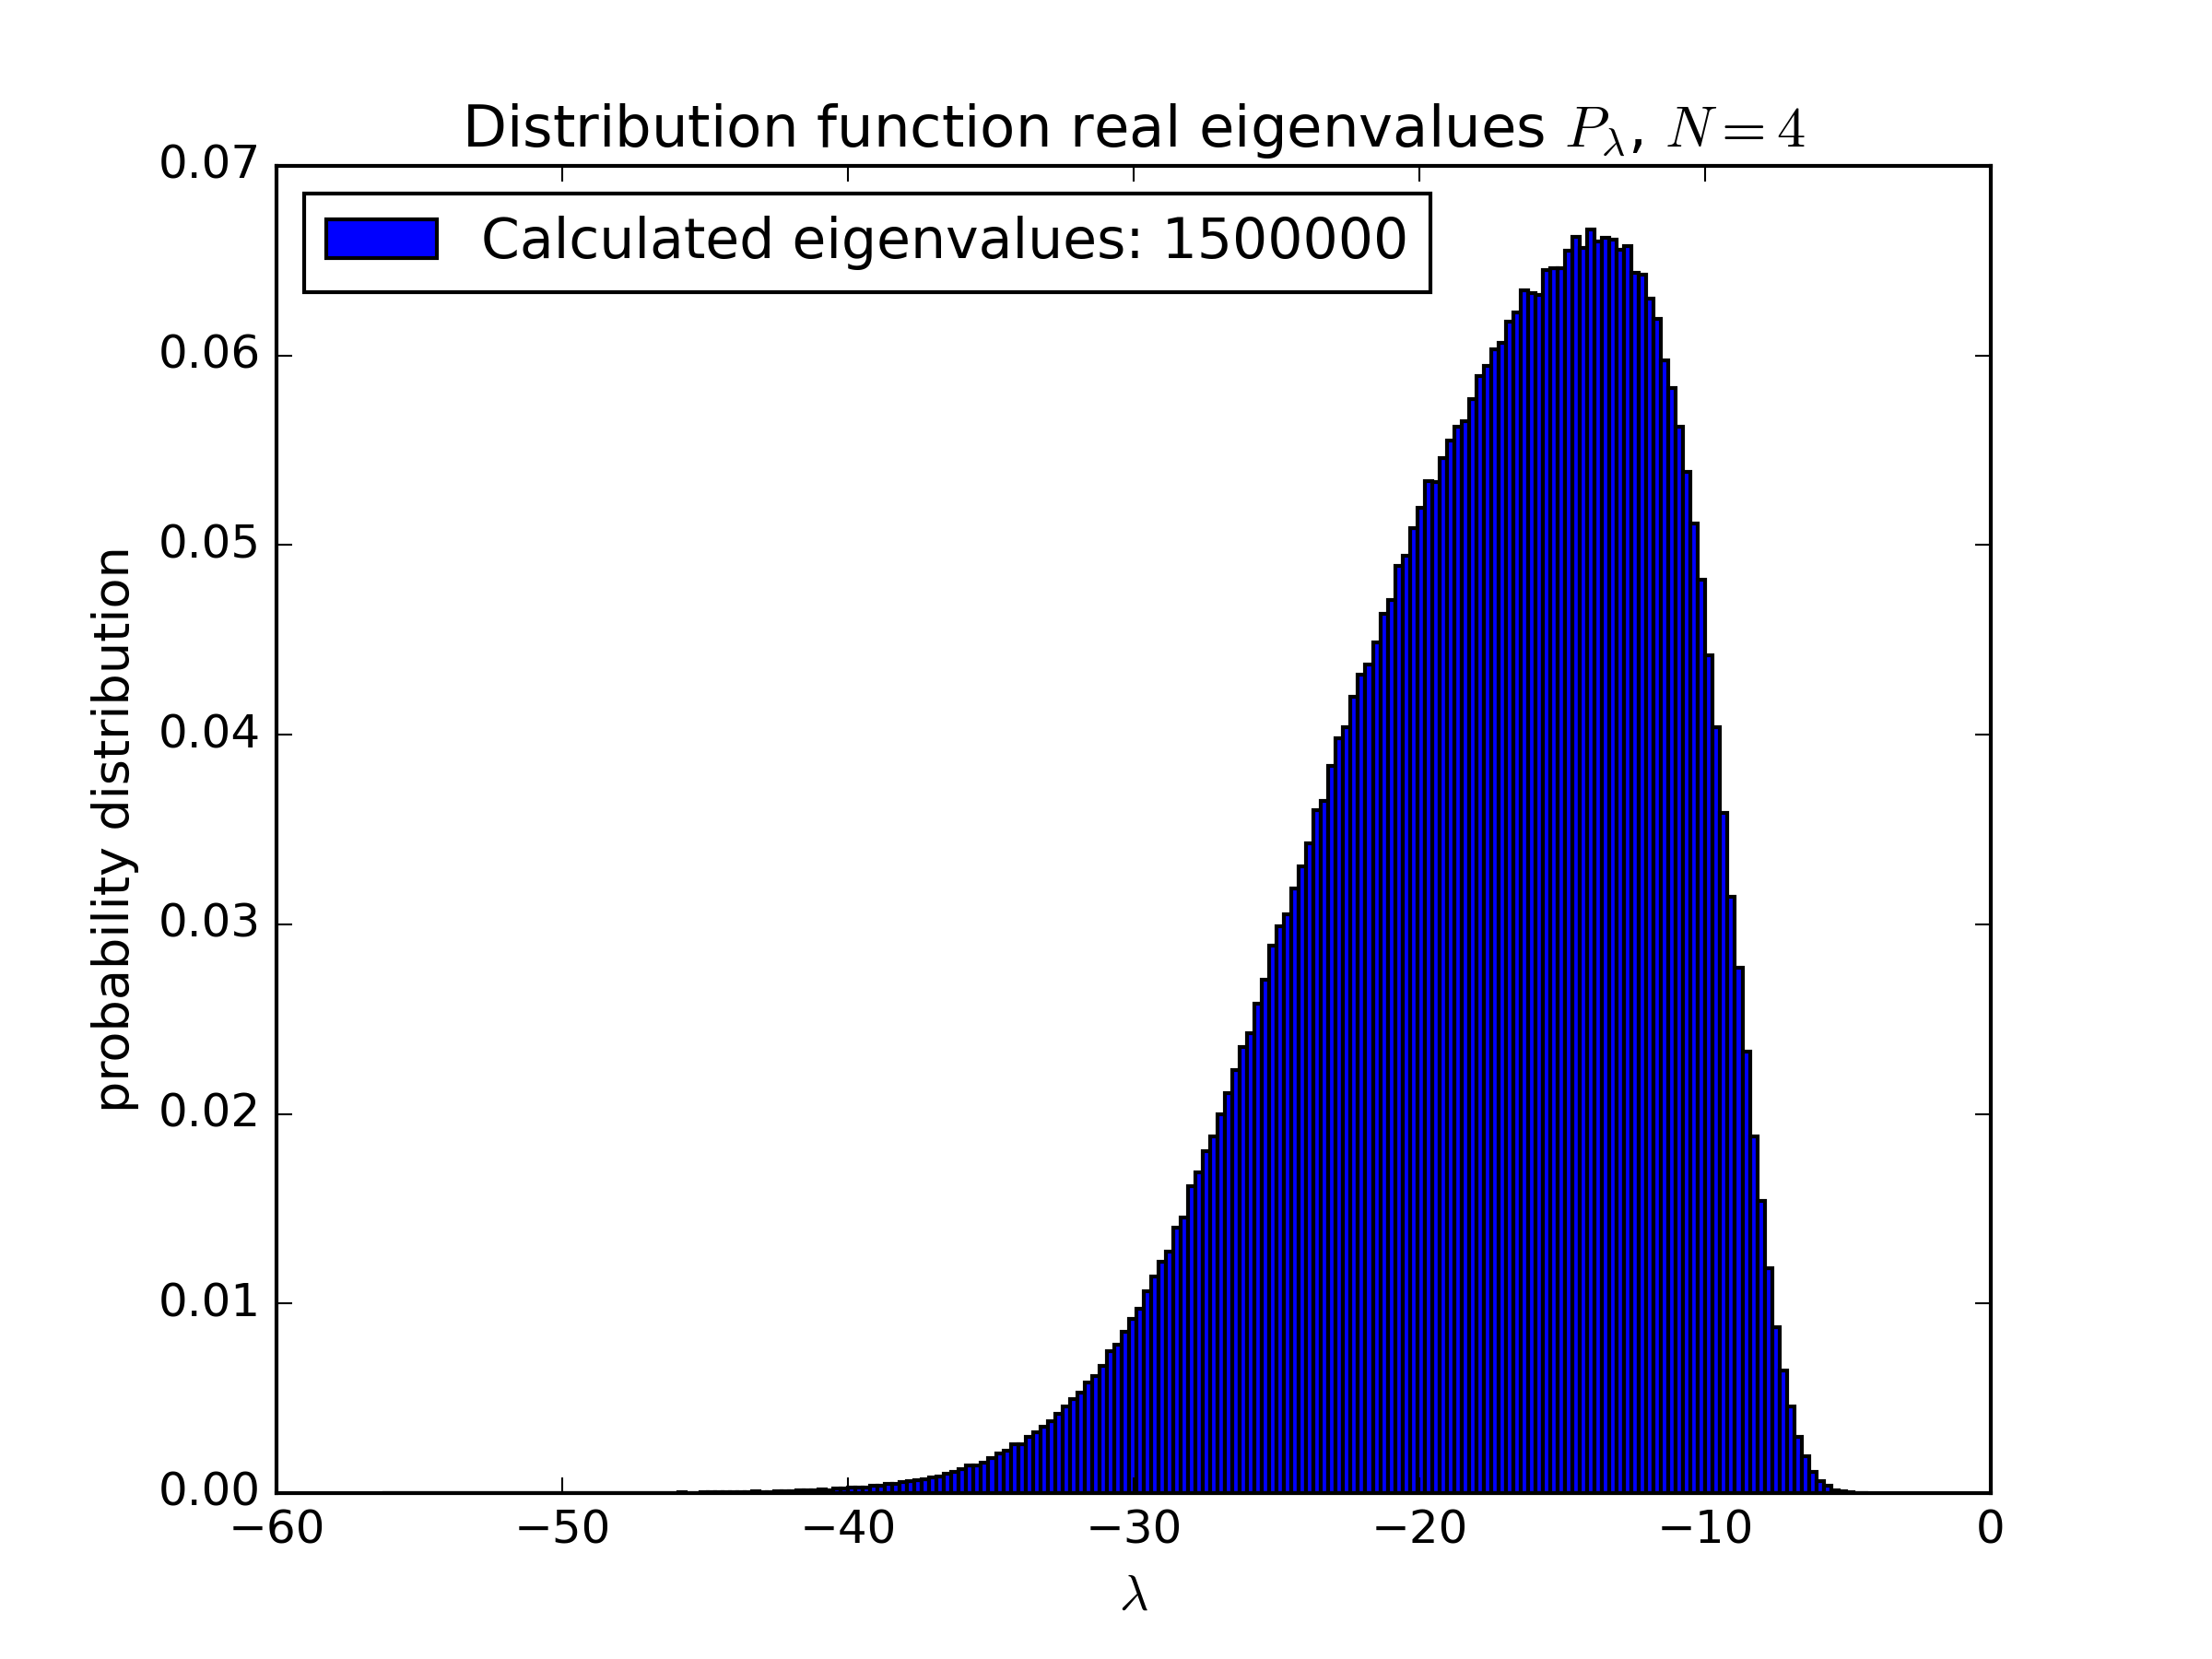 Distribution function real eigenvalues P_λ, N = 4
0.07
Calculated eigenvalues: 1500000
0.06
0.05
0.04
0.03
0.02
0.01
0.00
probability distribution
−60 −50 −40 −30 −20 −10 0
λ